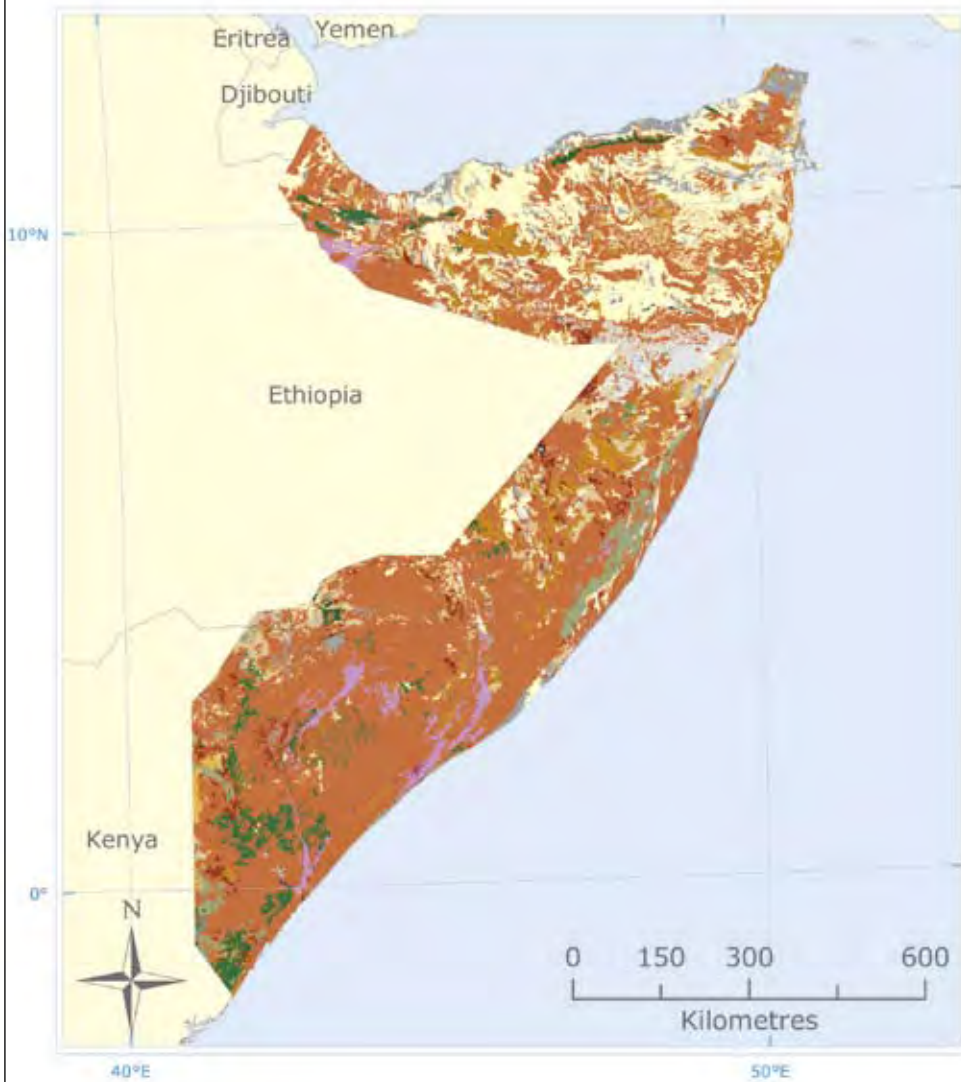 Eritrea
Yemen
Djibouti
10°N
Ethiopia
Kenya
0°
N
0 150 300 600
Kilometres
40°E
50°E